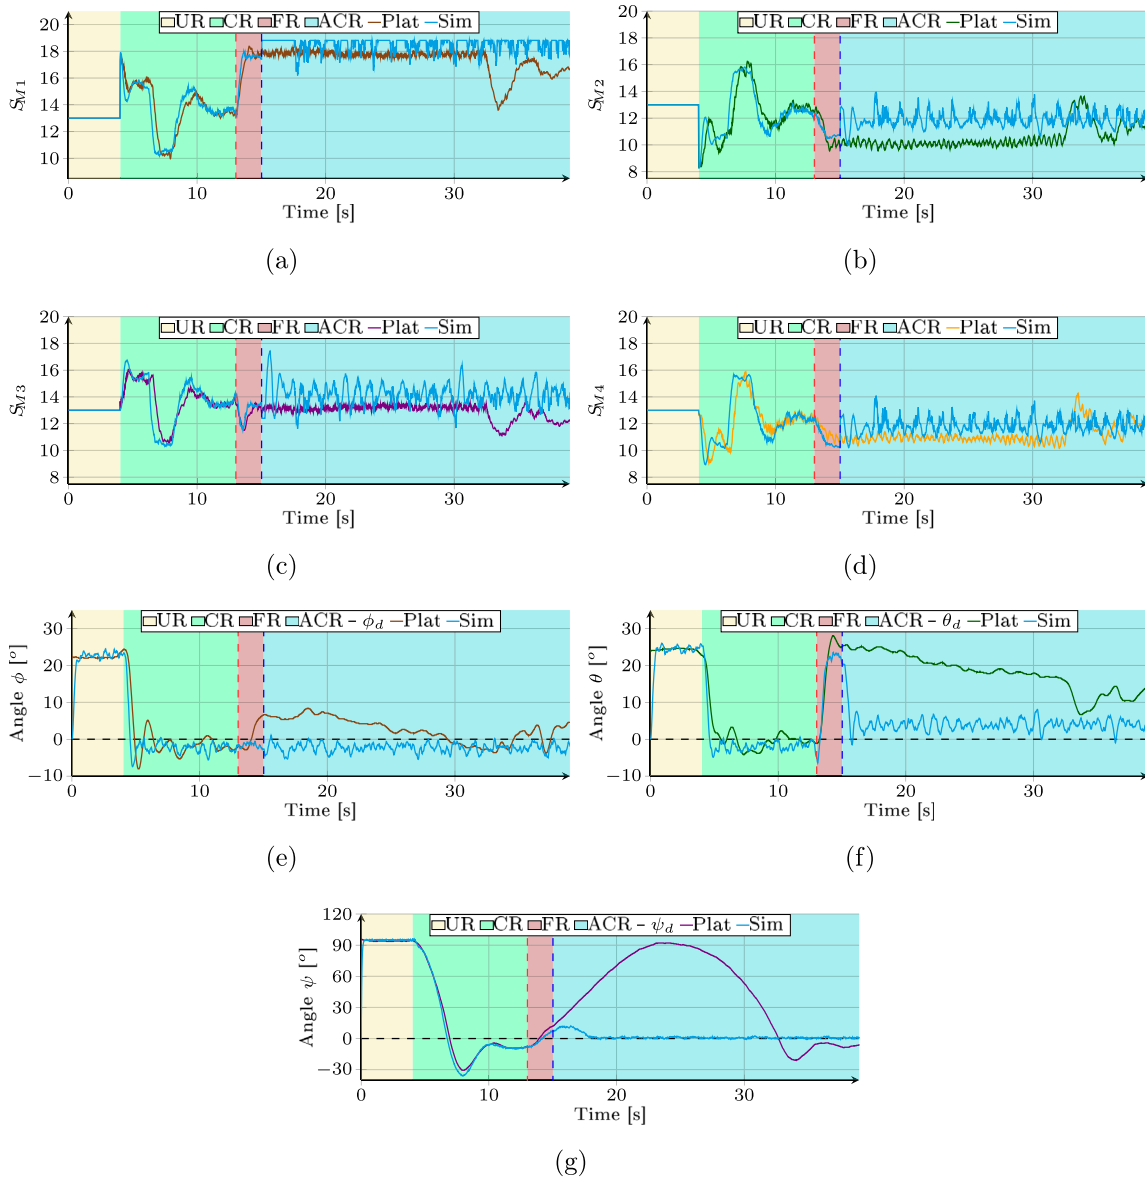 20
18
16
14
12
10
S_{M1}
UR CR FR ACR Plat Sim
0 10 20 30
Time [s]
(a)
20
18
16
14
12
10
8
S_{M2}
UR CR FR ACR Plat Sim
0 10 20 30
Time [s]
(b)
20
18
16
14
12
10
8
S_{M3}
UR CR FR ACR Plat Sim
0 10 20 30
Time [s]
(c)
20
18
16
14
12
10
8
S_{M4}
UR CR FR ACR Plat Sim
0 10 20 30
Time [s]
(d)
30
20
10
0
−10
Angle ϕ [°]
UR CR FR ACR - ϕ_d Plat Sim
0 10 20 30
Time [s]
(e)
30
20
10
0
−10
Angle θ [°]
UR CR FR ACR - θ_d Plat Sim
0 10 20 30
Time [s]
(f)
120
90
60
30
0
−30
Angle ψ [°]
UR CR FR ACR - ψ_d Plat Sim
0 10 20 30
Time [s]
(g)